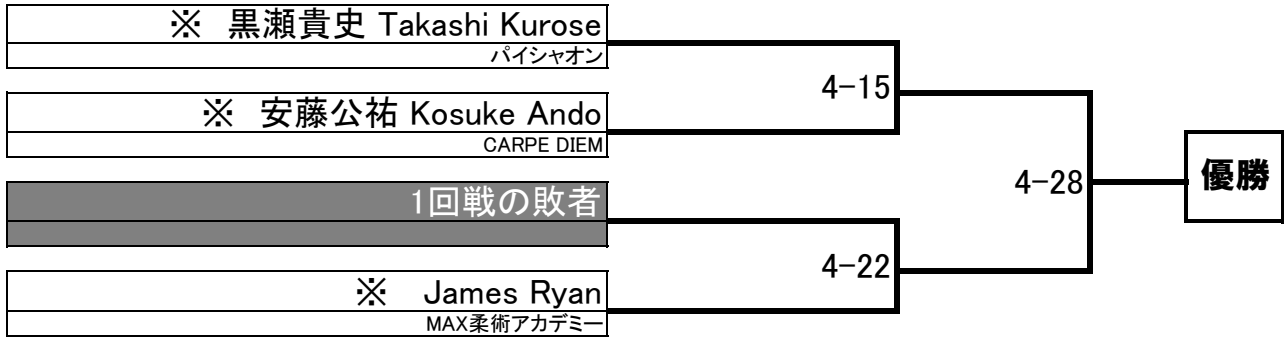 ※ 黒瀬貴史 Takashi Kurose
パイシャオン
4-15
※ 安藤公祐 Kosuke Ando
CARPE DIEM
4-28
優勝
1回戦の敗者
4-22
※ James Ryan
MAX柔術アカデミー